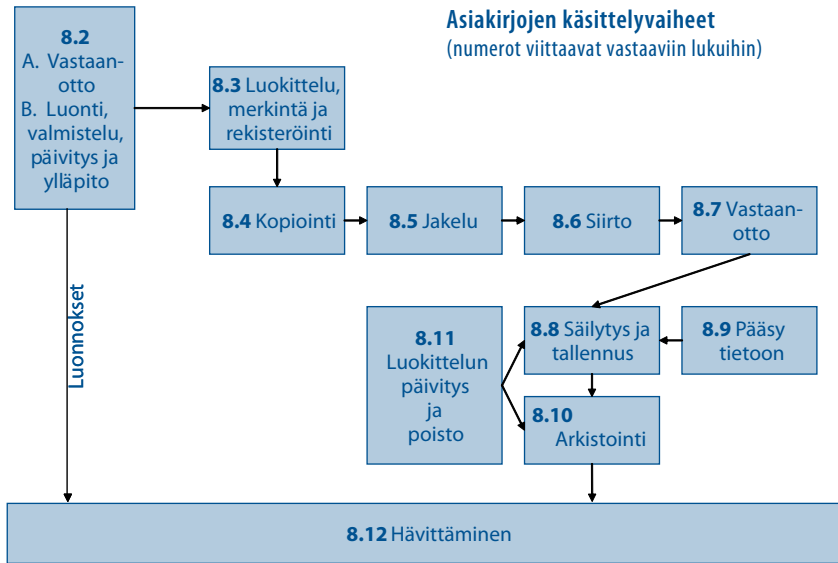 Asiakirjojen käsittelyvaiheet
(numerot viittaavat vastaaviin lukuihin)
8.2
A. Vastaan-
otto
B. Luonti,
valmistelu,
päivitys ja
ylläpito
8.3 Luokittelu,
merkintä ja
rekisteröinti
8.4 Kopiointi
8.5 Jakelu
8.6 Siirto
8.7 Vastaan-
otto
Luonnokset
8.11
Luokittelun
päivitys
ja
poisto
8.8 Säilytys ja
tallennus
8.9 Pääsy
tietoon
8.10
Arkistointi
8.12 Hävittäminen